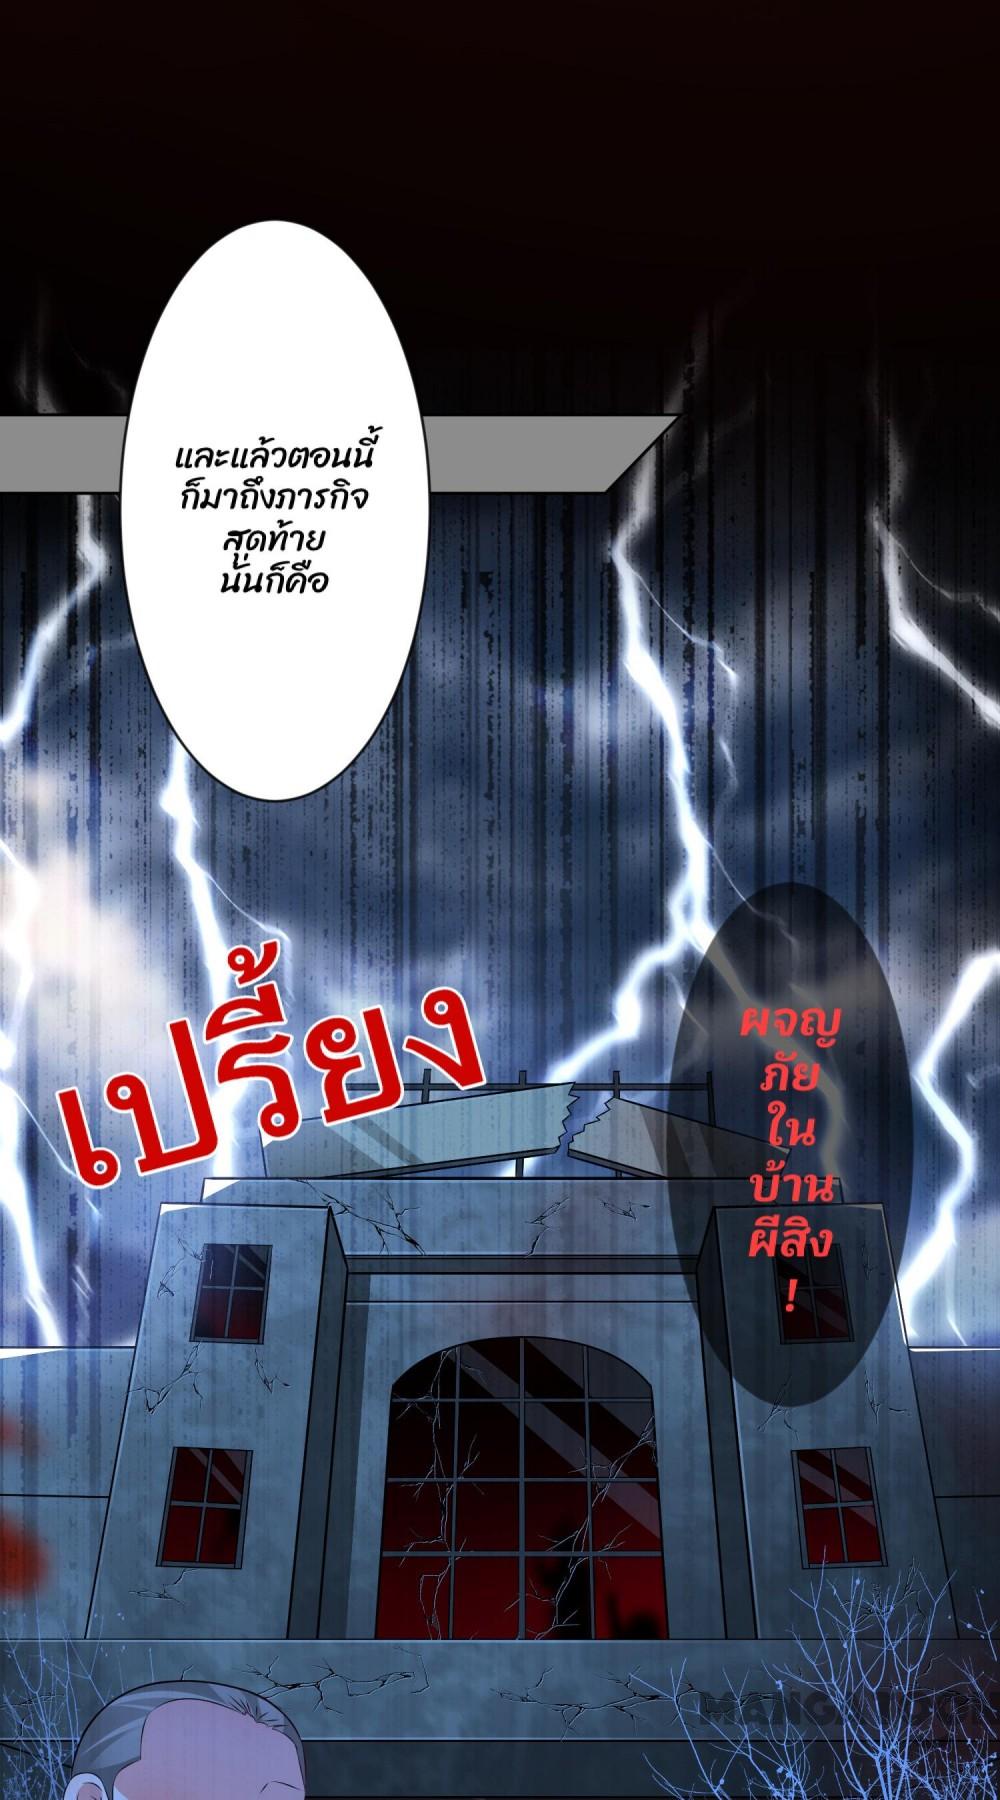 และแล้วตอนนี้
ก็มาถึงภารกิจ
สุดท้าย
นั่นก็คือ
เปรี้ยง
ผจญ
ภัย
ใน
บ้าน
ผีสิง
!